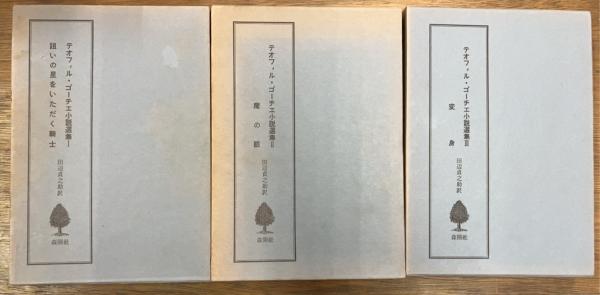 テオフィル・ゴーチエ小説選集Ⅰ
詛いの星をいただく騎士
田辺貞之助訳
森開社
テオフィル・ゴーチエ小説選集Ⅱ
魔の眼
田辺貞之助訳
森開社
テオフィル・ゴーチエ小説選集Ⅲ
変身
田辺貞之助訳
森開社